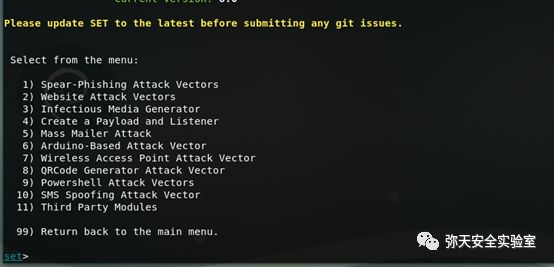 Current version: 8.0
Please update SET to the latest before submitting any git issues.
Select from the menu:
1) Spear-Phishing Attack Vectors
2) Website Attack Vectors
3) Infectious Media Generator
4) Create a Payload and Listener
5) Mass Mailer Attack
6) Arduino-Based Attack Vector
7) Wireless Access Point Attack Vector
8) QRCode Generator Attack Vector
9) Powershell Attack Vectors
10) SMS Spoofing Attack Vector
11) Third Party Modules
99) Return back to the main menu.
set>
弥天安全实验室